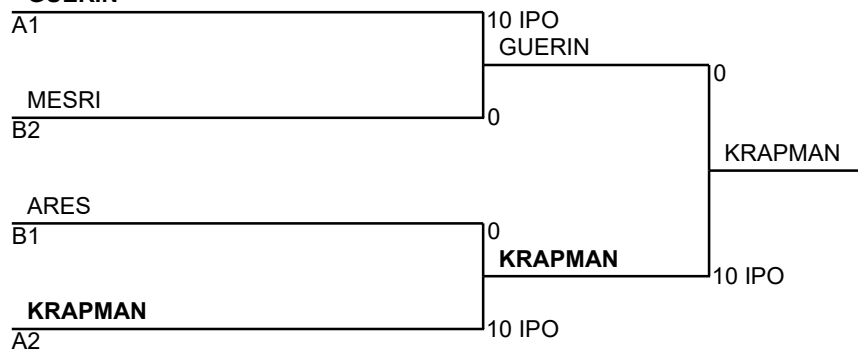 GUERIN
A1
10 IPO
GUERIN
0
MESRI
B2
0
KRAPMAN
ARES
B1
0
KRAPMAN
10 IPO
KRAPMAN
A2
10 IPO